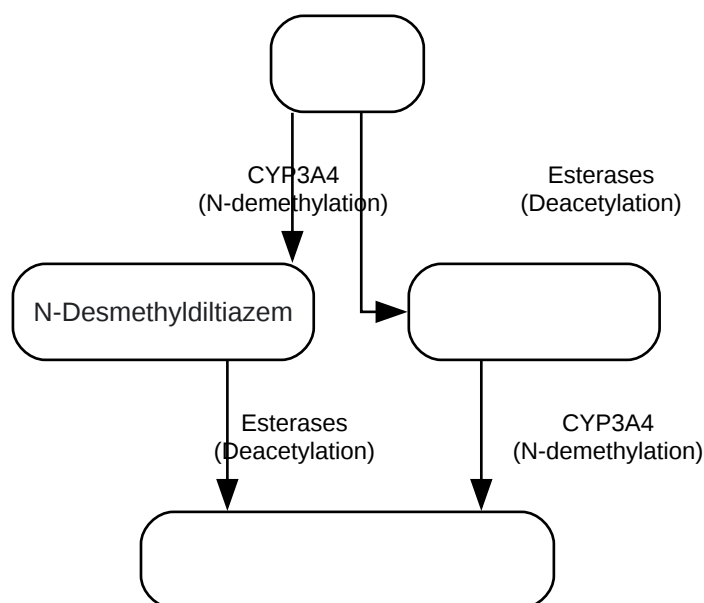 CYP3A4
(N-demethylation)
Esterases
(Deacetylation)
N-Desmethyldiltiazem
Esterases
(Deacetylation)
CYP3A4
(N-demethylation)